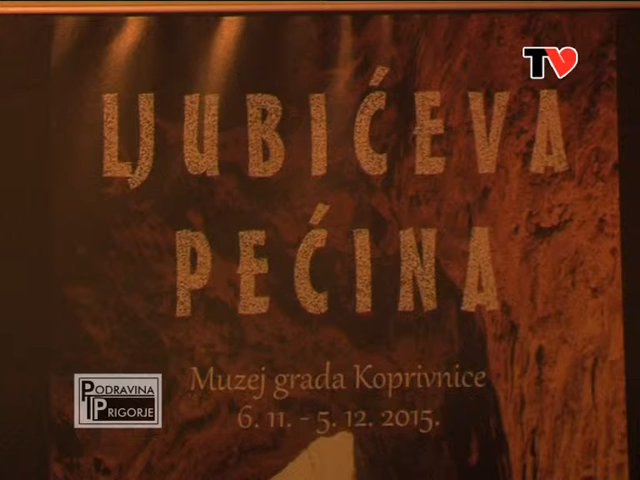 TV
LJUBIĆEVA
PEĆINA
Muzej grada Koprivnice
6. 11. - 5. 12. 2015.
PODRAVINA
I PRIGORJE